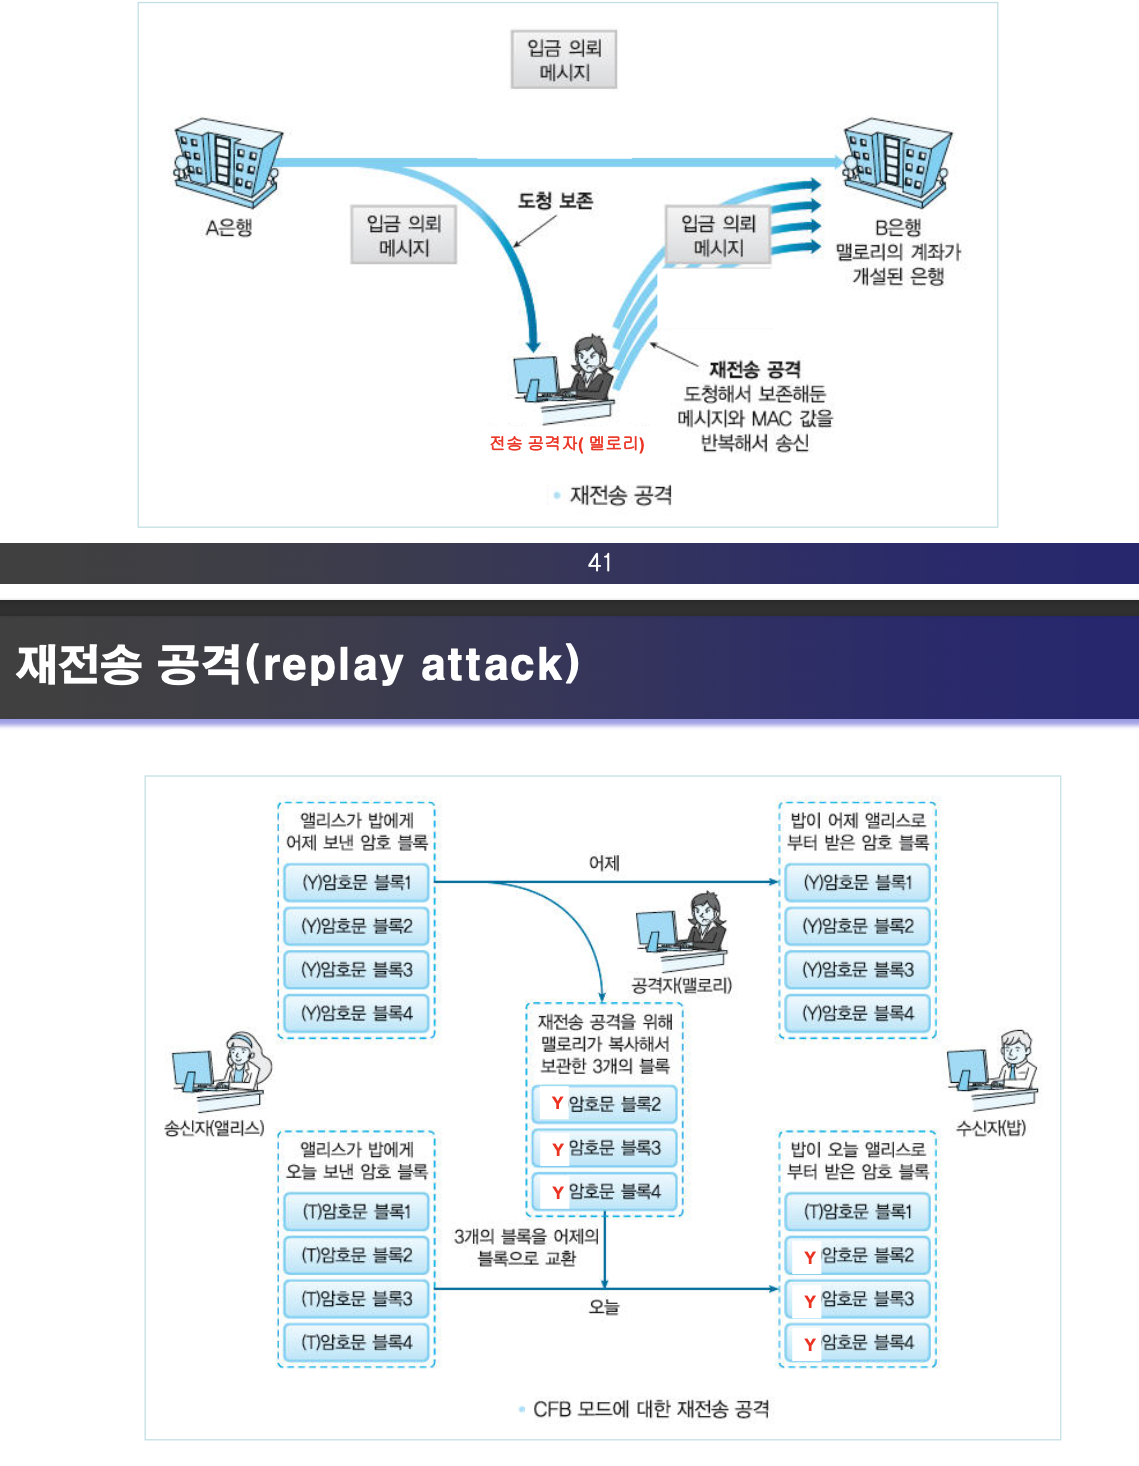 입금 의뢰
메시지
도청 보존
입금 의뢰
메시지
입금 의뢰
메시지
A은행
B은행
맬로리의 계좌가
개설된 은행
재전송 공격
도청해서 보존해둔
메시지와 MAC 값을
반복해서 송신
전송 공격자( 멜로리)
• 재전송 공격
41
재전송 공격(replay attack)
앨리스가 밥에게
어제 보낸 암호 블록
(Y)암호문 블록1
(Y)암호문 블록2
(Y)암호문 블록3
(Y)암호문 블록4
어제
밥이 어제 앨리스로
부터 받은 암호 블록
(Y)암호문 블록1
(Y)암호문 블록2
(Y)암호문 블록3
(Y)암호문 블록4
공격자(맬로리)
재전송 공격을 위해
맬로리가 복사해서
보관한 3개의 블록
Y 암호문 블록2
Y 암호문 블록3
Y 암호문 블록4
송신자(앨리스)
수신자(밥)
앨리스가 밥에게
오늘 보낸 암호 블록
(T)암호문 블록1
(T)암호문 블록2
(T)암호문 블록3
(T)암호문 블록4
3개의 블록을 어제의
블록으로 교환
오늘
밥이 오늘 앨리스로
부터 받은 암호 블록
(T)암호문 블록1
Y 암호문 블록2
Y 암호문 블록3
Y 암호문 블록4
• CFB 모드에 대한 재전송 공격